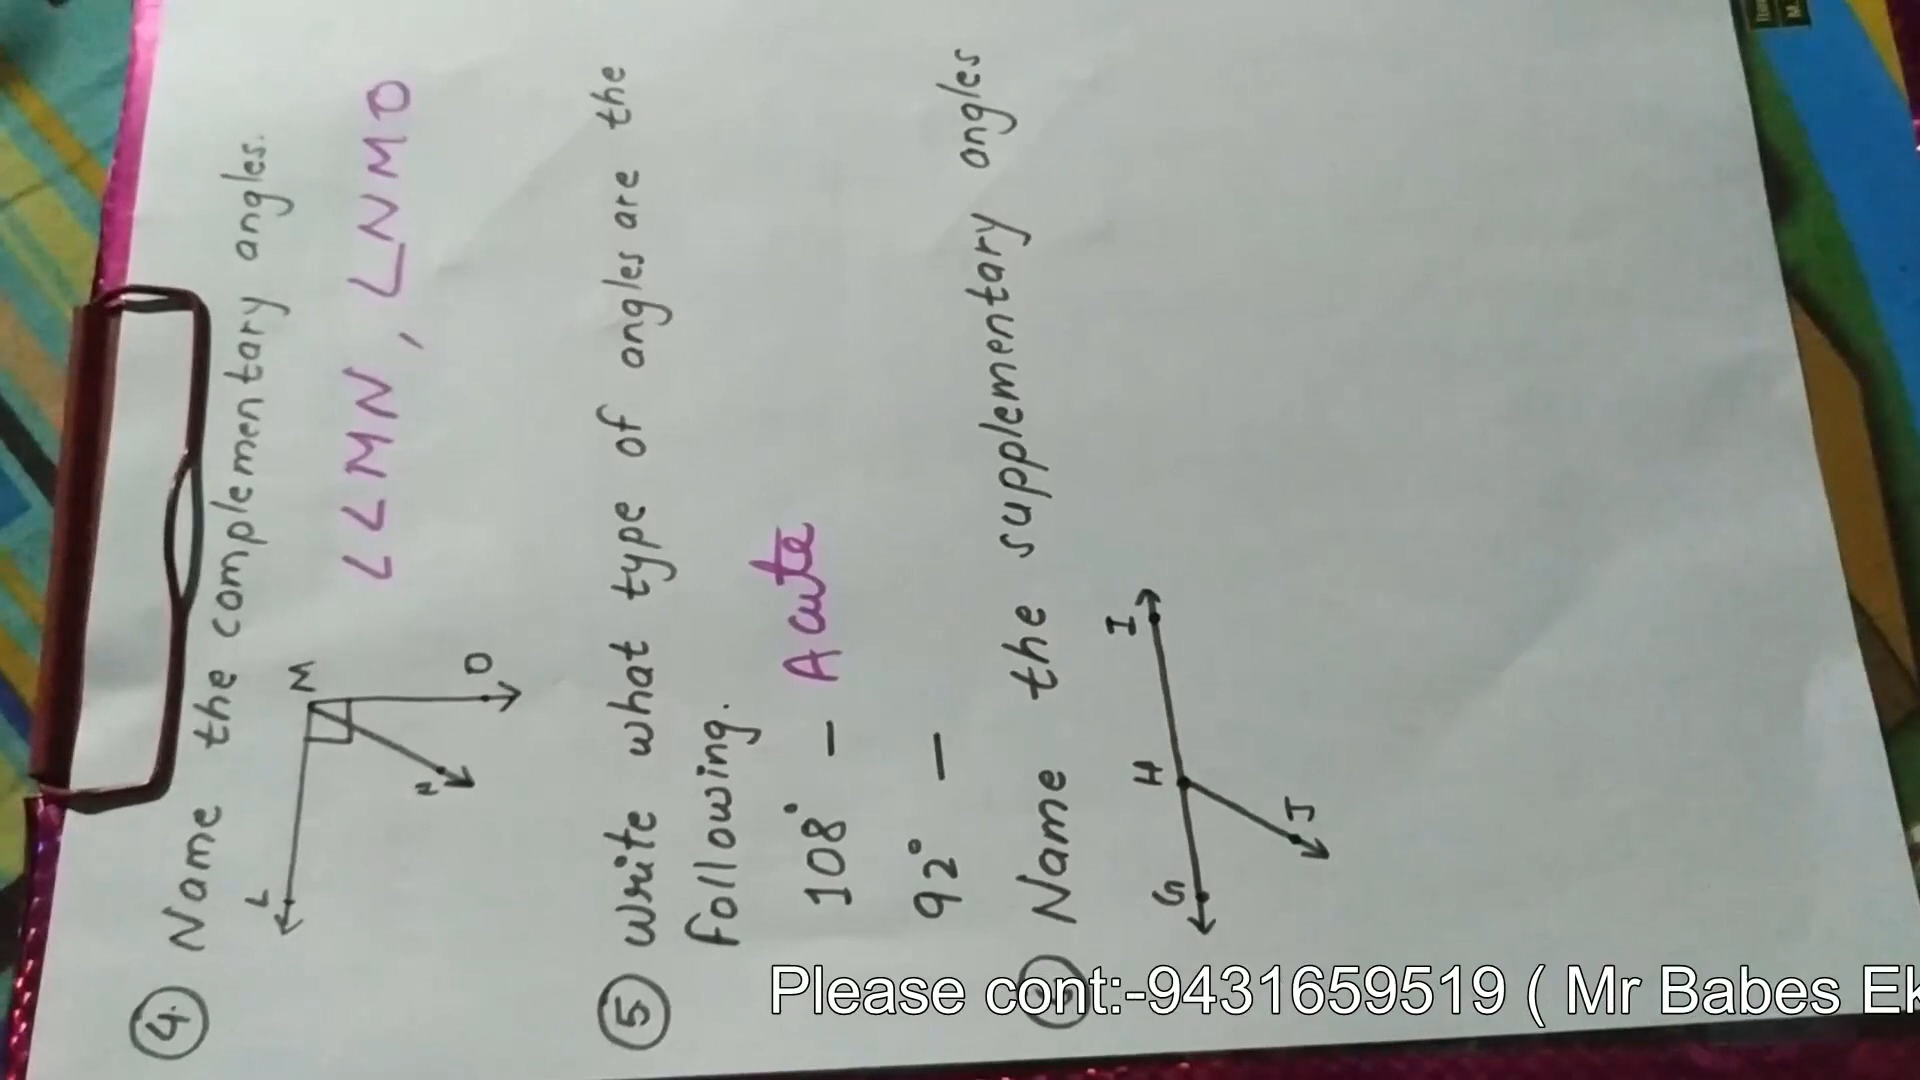 4. Name the complementary angles.
L
M
N
O
∠LMN, ∠NMO
5 Write what type of angles are the
following.
108° - Acute
92° -
Name the supplementary angles
G
H
I
J
Please cont:-9431659519 ( Mr Babes Ek